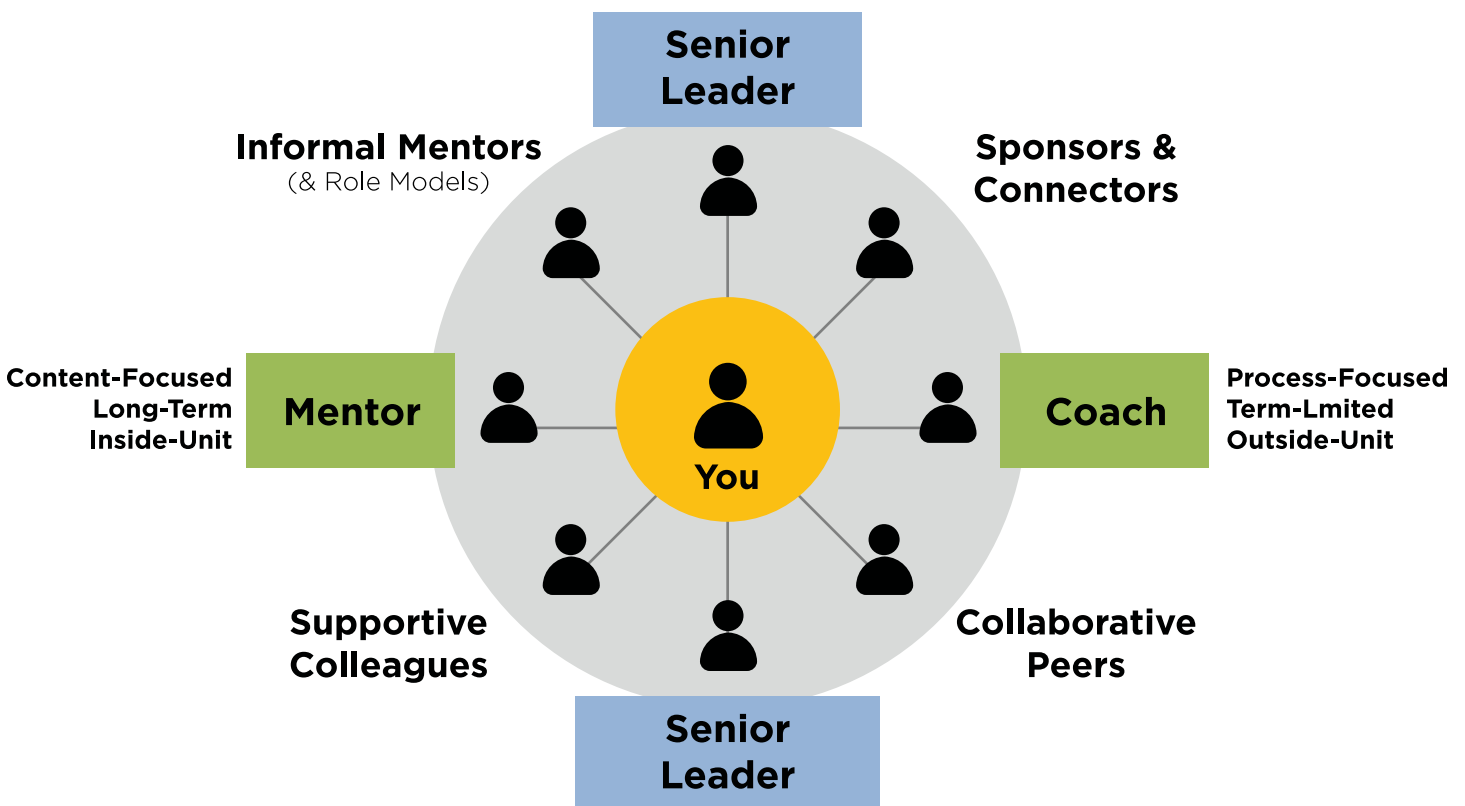 Senior
Leader
Informal Mentors
(& Role Models)
Sponsors &
Connectors
Content-Focused
Long-Term
Inside-Unit
Mentor
You
Coach
Process-Focused
Term-Lmited
Outside-Unit
Supportive
Colleagues
Collaborative
Peers
Senior
Leader